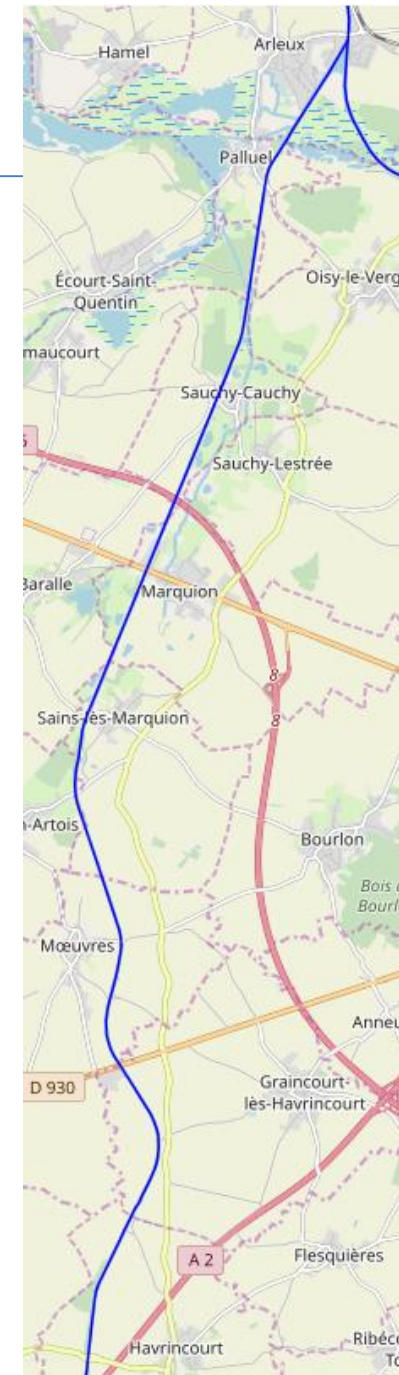 Hamel
Arleux
Palluel
Écourt-Saint-
Quentin
Oisy-le-Verg
maucourt
Sauchy-Cauchy
Sauchy-Lestrée
Baralle
Marquion
8
Sains-lès-Marquion
8
n-Artois
Bourlon
Bois d
Bourl
Mœuvres
Anneu
D 930
Graincourt-
lès-Havrincourt
A 2
Flesquières
Havrincourt
Ribéc
To